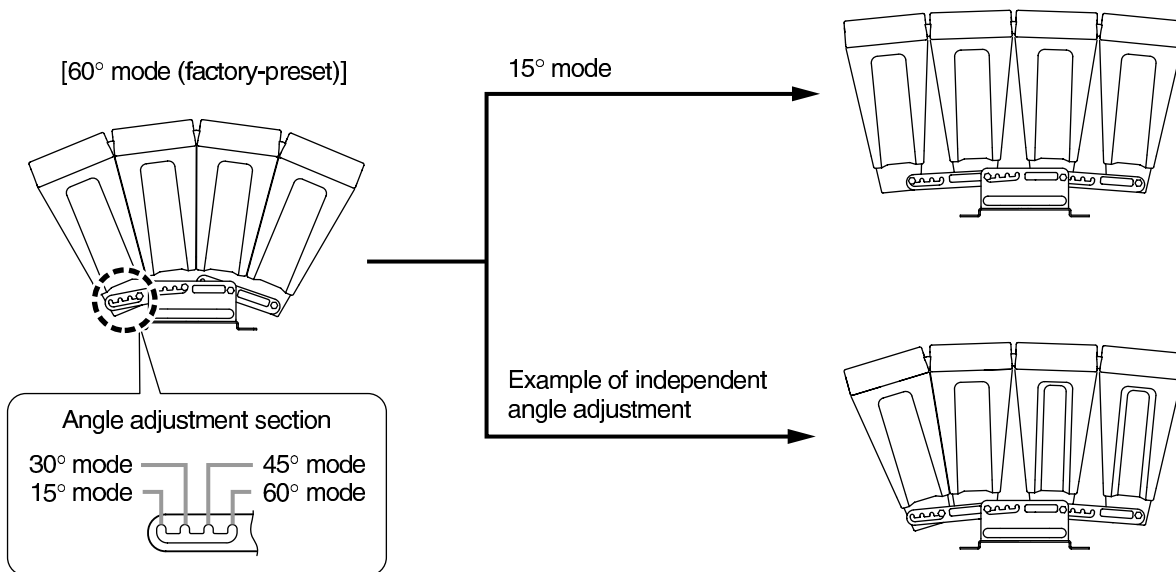 [60° mode (factory-preset)]
15° mode
Example of independent
angle adjustment
Angle adjustment section
30° mode
45° mode
15° mode
60° mode